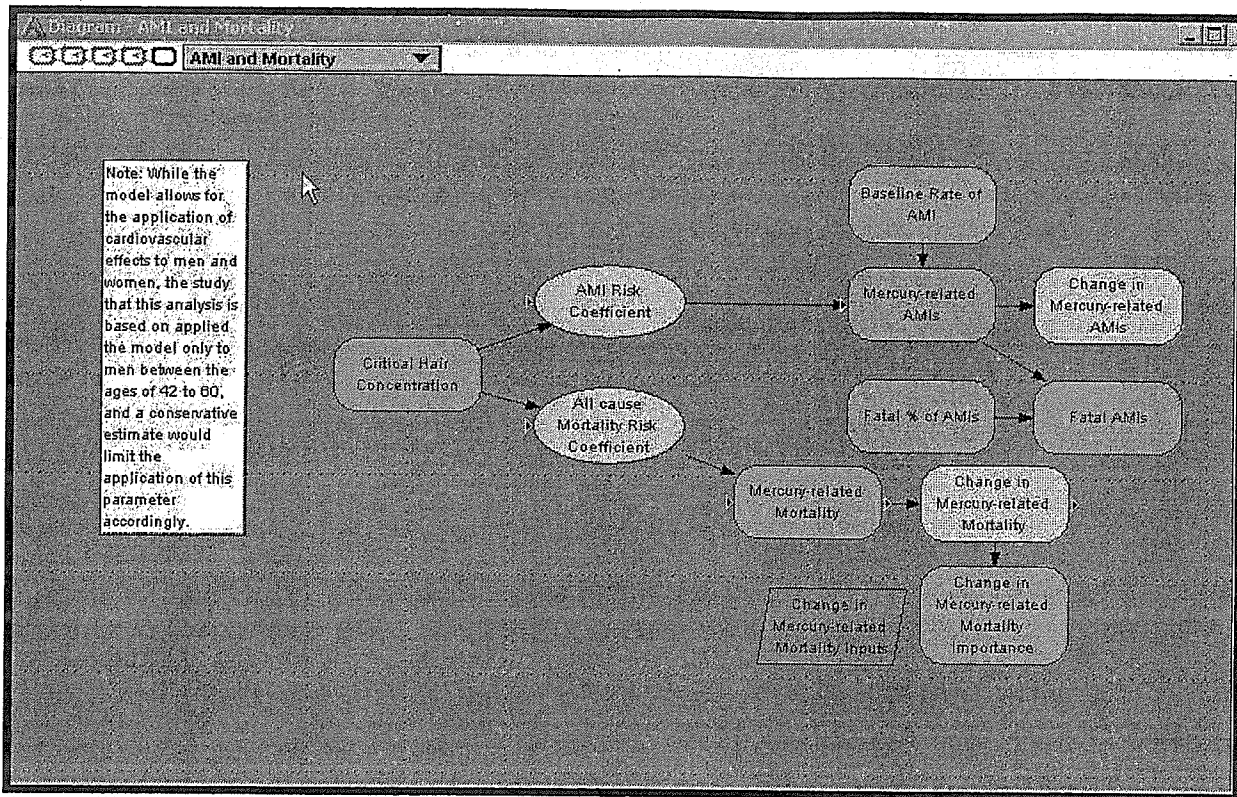 Diagram - AMI and Mortality
AMI and Mortality
Note: While the
model allows for
the application of
cardiovascular
effects to men and
women, the study
that this analysis is
based on applied
the model only to
men between the
ages of 42 to 60,
and a conservative
estimate would
limit the
application of this
parameter
accordingly.
Critical Hair
Concentration
AMI Risk
Coefficient
All cause
Mortality Risk
Coefficient
Baseline Rate of
AMI
Mercury-related
AMIs
Change in
Mercury-related
AMIs
Fatal % of AMIs
Fatal AMIs
Mercury-related
Mortality
Change in
Mercury-related
Mortality
Change in
Mercury-related
Mortality Inputs
Change in
Mercury-related
Mortality
Importance